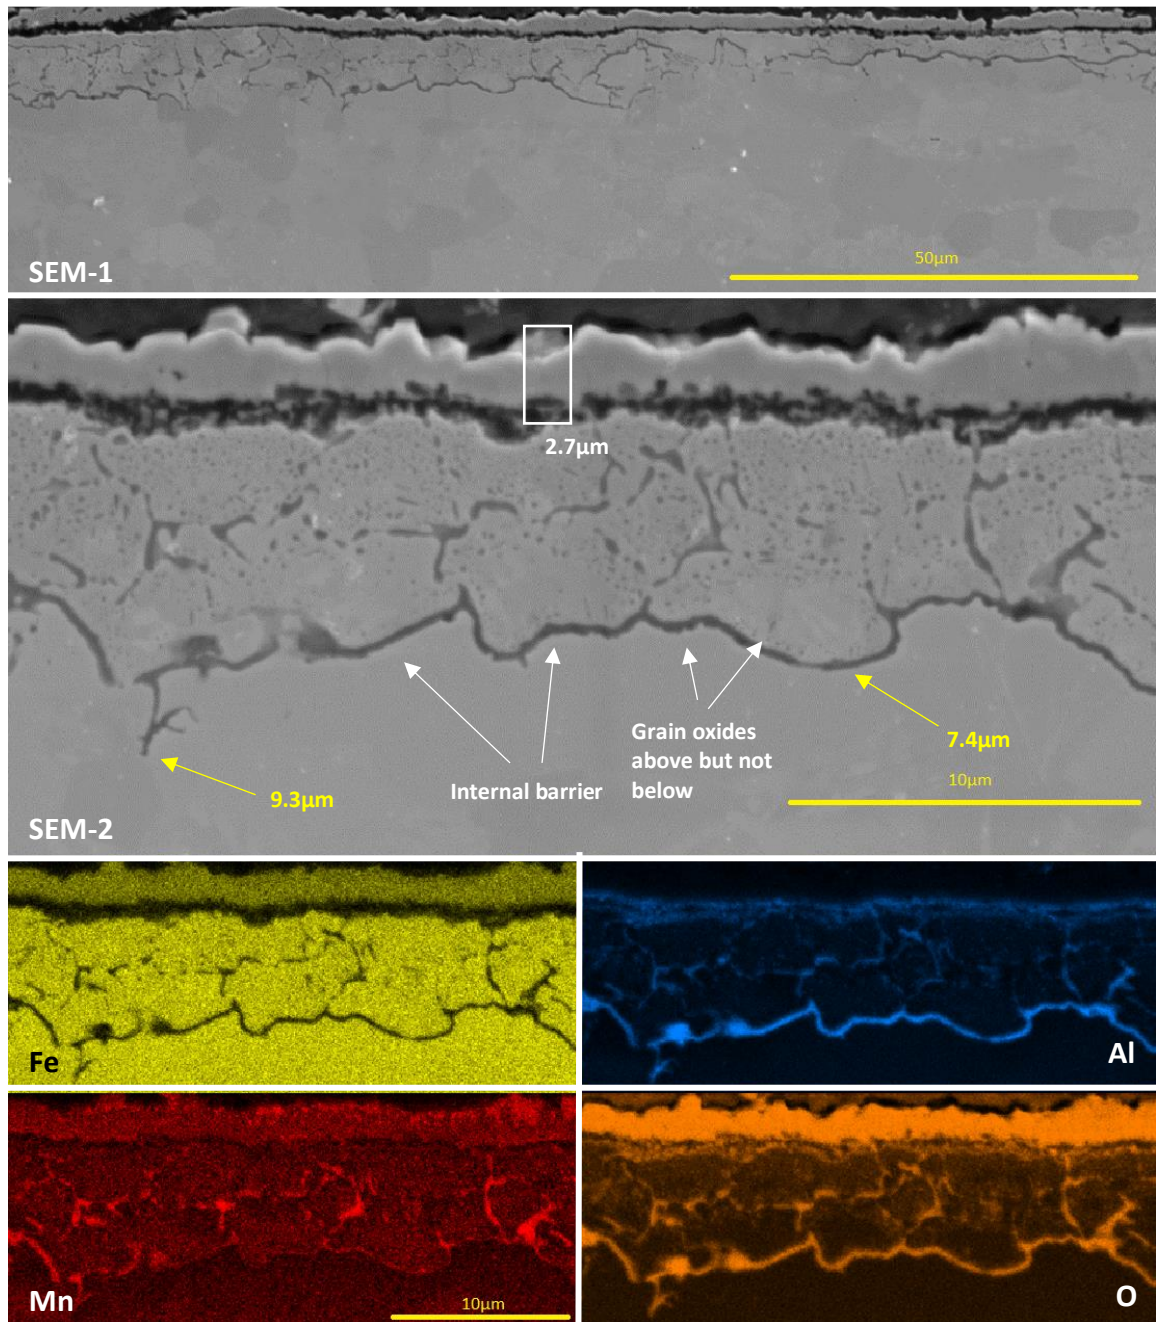 50µm
SEM-1
2.7µm
Grain oxides
above but not
below
7.4µm
Internal barrier
9.3µm
10µm
SEM-2
Fe
Al
Mn
10µm
O